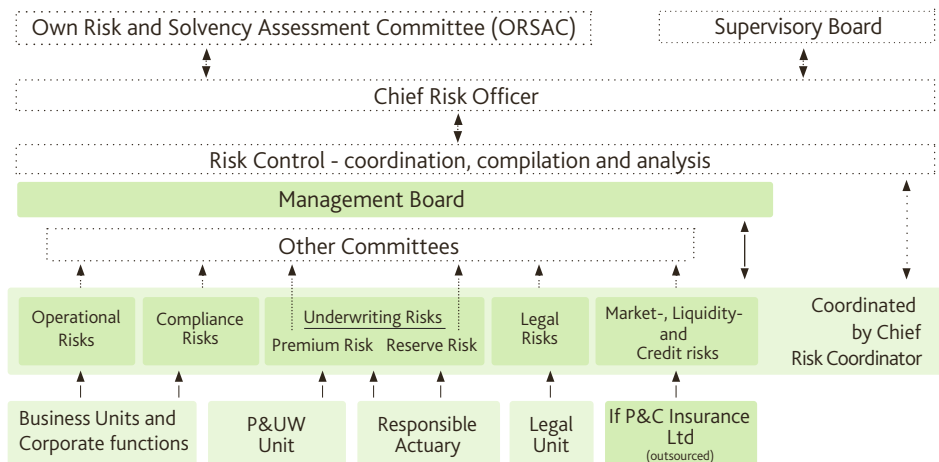 Own Risk and Solvency Assessment Committee (ORSAC)
Supervisory Board
Chief Risk Officer
Risk Control - coordination, compilation and analysis
Management Board
Other Committees
Operational
Risks
Compliance
Risks
Underwriting Risks
Premium Risk
Reserve Risk
Legal
Risks
Market-, Liquidity-
and
Credit risks
Coordinated
by Chief
Risk Coordinator
Business Units and
Corporate functions
P&UW
Unit
Responsible
Actuary
Legal
Unit
If P&C Insurance
Ltd
(outsourced)